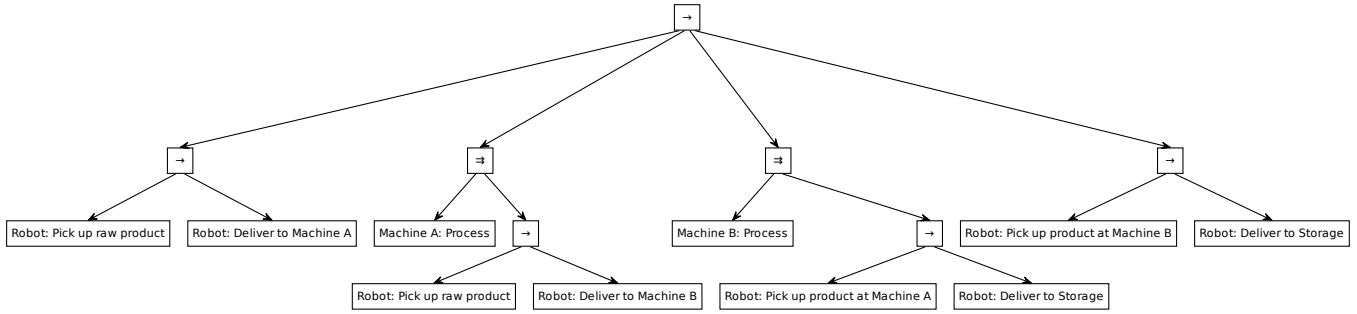 →
→
⇉
⇉
→
Robot: Pick up raw product
Robot: Deliver to Machine A
Machine A: Process
→
Machine B: Process
→
Robot: Pick up product at Machine B
Robot: Deliver to Storage
Robot: Pick up raw product
Robot: Deliver to Machine B
Robot: Pick up product at Machine A
Robot: Deliver to Storage